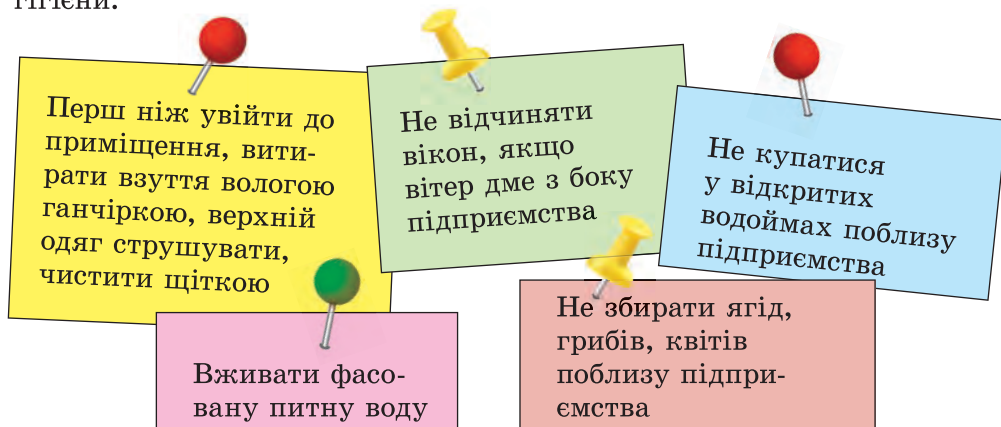 гігієни.
Перш ніж увійти до
приміщення, вити-
рати взуття вологою
ганчіркою, верхній
одяг струшувати,
чистити щіткою
Не відчиняти
вікон, якщо
вітер дме з боку
підприємства
Не купатися
у відкритих
водоймах поблизу
підприємства
Вживати фасо-
вану питну воду
Не збирати ягід,
грибів, квітів
поблизу підпри-
ємства